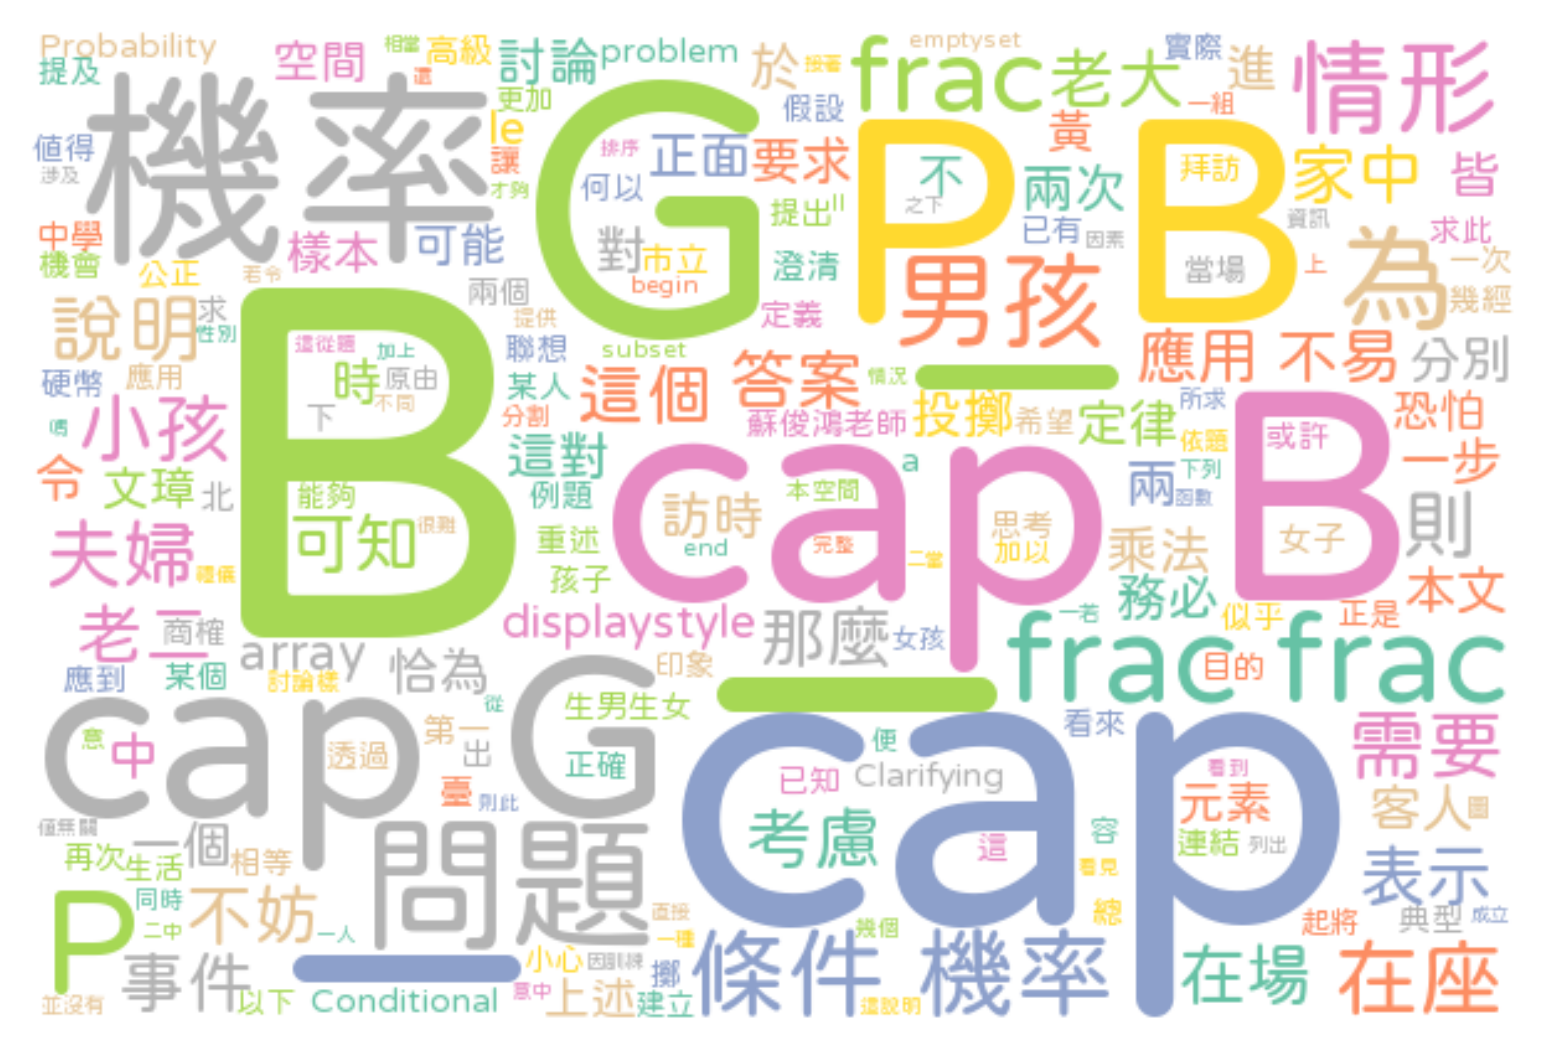 Probability 空間 相當 高級 討論 problem 於 接著 emptyset frac 老大 實際 進 情形
提及 機率 這 更加 G 假設 P 一組 B
值得 涉及 le 讓 才夠 排序 正面 要求 不 黃 兩次 拜訪 家中 皆
中學 機會 樣本 可能 何以 提出 II 之下 已有 因素 資訊 求此
公正 若令 兩個 對 市立 澄清 男孩 當場 上 為 一次
說明 求 B 提供 begin 定義 幾經
性別 這從題 加上 聯想 subset 答案 情況 _ 應用 不易 分別
硬幣 應用 時 原由 某人 這個
小孩 下 不同 分割 蘇俊鴻老師 投擲 希望 定律 所求 B 恐怕
嗎 這對 cap_B a 依題 或許 一步
令 文璋 北 能夠 例題 訪時 本空間 兩 下列 函數 則
夫婦 禮儀 可知 很難 重述 end 完整 思考 加以 乘法 女子
孩子 二當 務必 本文
老二 商榷 displaystyle 那麼 女孩 一若 似乎 正是
array 恰為 印象 frac 目的 frac
應到 某個 討論樣 G 從 生男生女
cap 意 中 透過 第一 出 正確 cap 便 看來 需要
臺 則此 已知 Clarifying 看到 元素 客人 圖
值無關 一個 問題 考慮 這 容 連結 列出 表示
再次 生活 相等 看見
P 同時 不妨 直接 總 典型 成立
二中 一人 一種 幾個 起將
事件 _ 小心 因訓練 擲 條件 機率 在場 在座
並沒有 以下 Conditional 意中 上述 建立 這說明